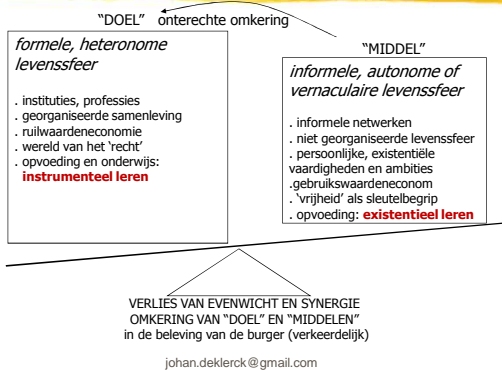 “DOEL” onterechte omkering
formele, heteronome
levenssfeer
. instituties, professies
. georganiseerde samenleving
. ruilwaardeneconomie
. wereld van het ‘recht’
. opvoeding en onderwijs:
instrumenteel leren
“MIDDEL”
informele, autonome of
vernaculaire levenssfeer
. informele netwerken
. niet georganiseerde levenssfeer
. persoonlijke, existentiële
vaardigheden en ambities
.gebruikswaardeneconom
. ‘vrijheid’ als sleutelbegrip
. opvoeding: existentieel leren
VERLIES VAN EVENWICHT EN SYNERGIE
OMKERING VAN “DOEL” EN “MIDDELEN”
in de beleving van de burger (verkeerdelijk)
johan.deklerck@gmail.com